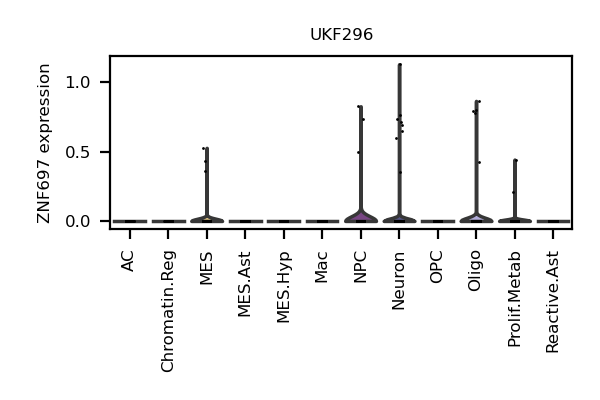 UKF296
ZNF697 expression
1.0
0.5
0.0
AC
Chromatin.Reg
MES
MES.Ast
MES.Hyp
Mac
NPC
Neuron
OPC
Oligo
Prolif.Metab
Reactive.Ast